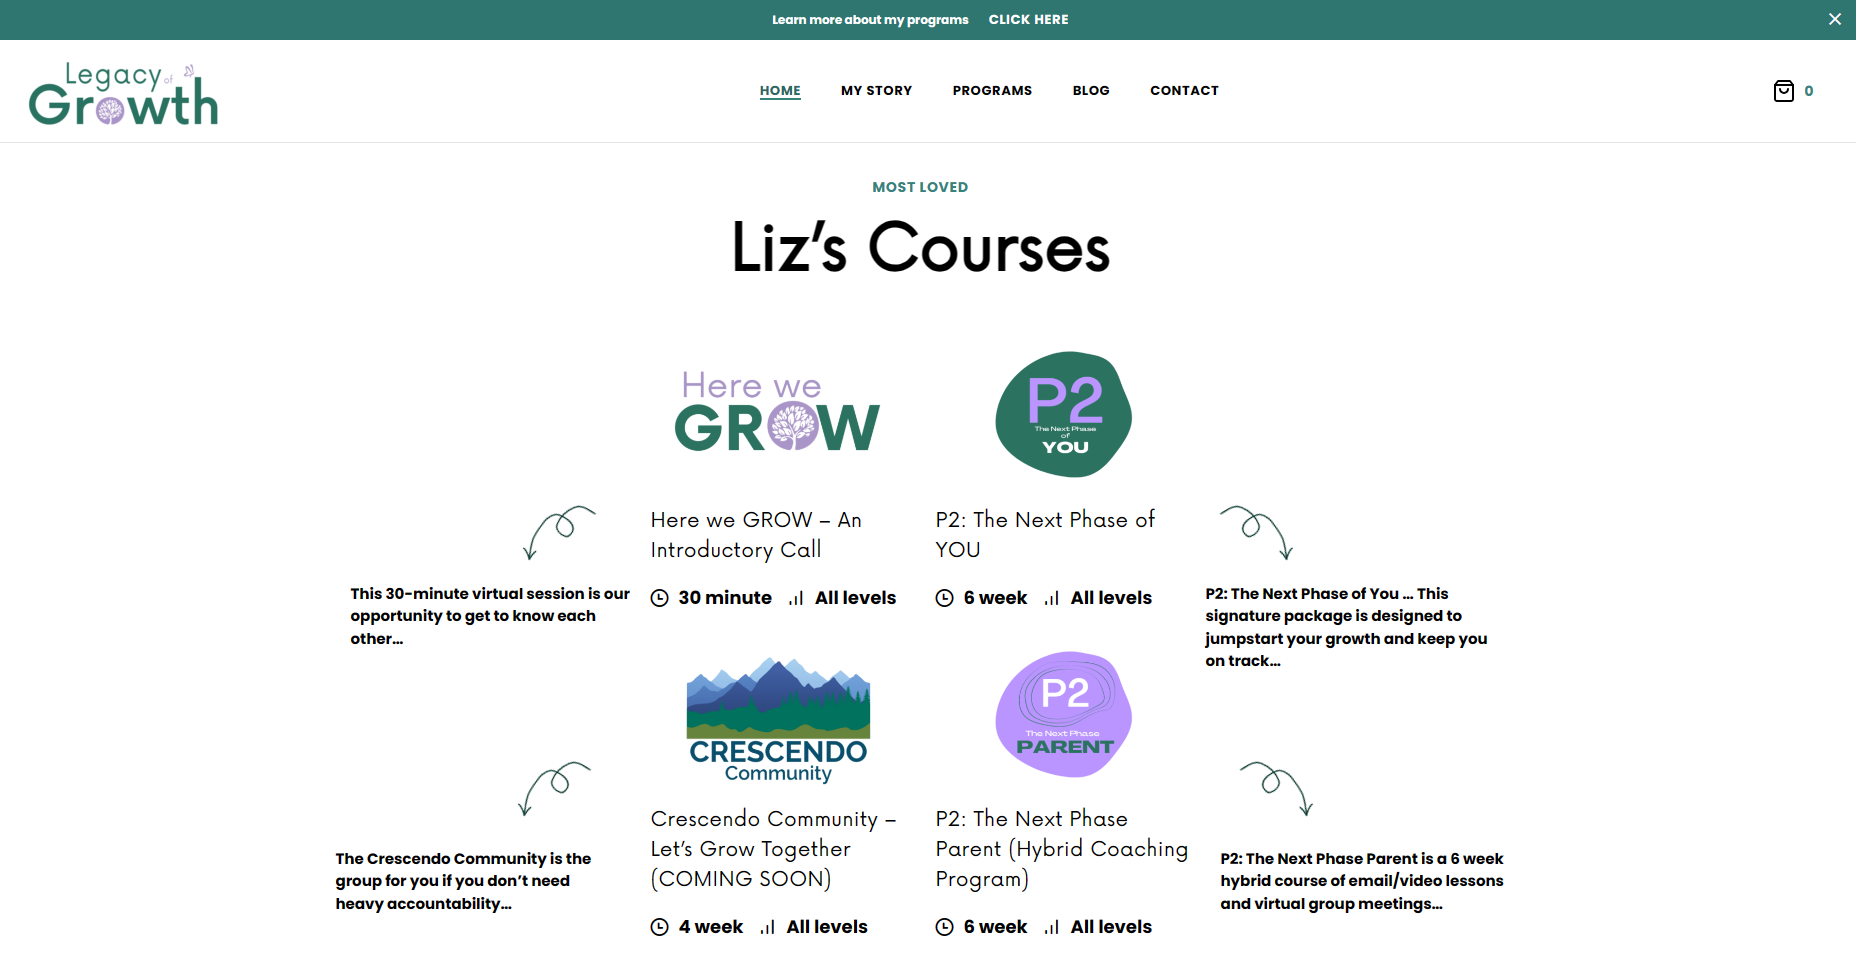 Learn more about my programs CLICK HERE
Legacy of
Growth
HOME MY STORY PROGRAMS BLOG CONTACT
0
MOST LOVED
Liz’s Courses
Here we
GROW
P2
The Next Phase
of
YOU
Here we GROW – An
Introductory Call
30 minute All levels
This 30-minute virtual session is our
opportunity to get to know each
other...
P2: The Next Phase of
YOU
6 week All levels
P2: The Next Phase of You ... This
signature package is designed to
jumpstart your growth and keep you
on track...
CRESCENDO
Community
P2
The Next Phase
PARENT
Crescendo Community –
Let’s Grow Together
(COMING SOON)
4 week All levels
The Crescendo Community is the
group for you if you don’t need
heavy accountability...
P2: The Next Phase
Parent (Hybrid Coaching
Program)
6 week All levels
P2: The Next Phase Parent is a 6 week
hybrid course of email/video lessons
and virtual group meetings...